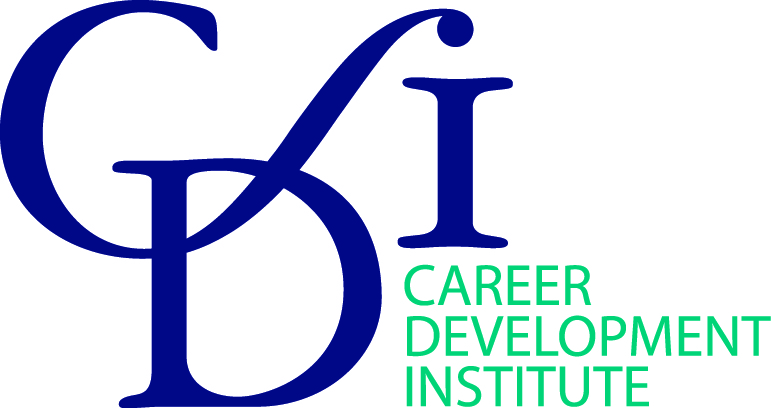 CDI
CAREER
DEVELOPMENT
INSTITUTE